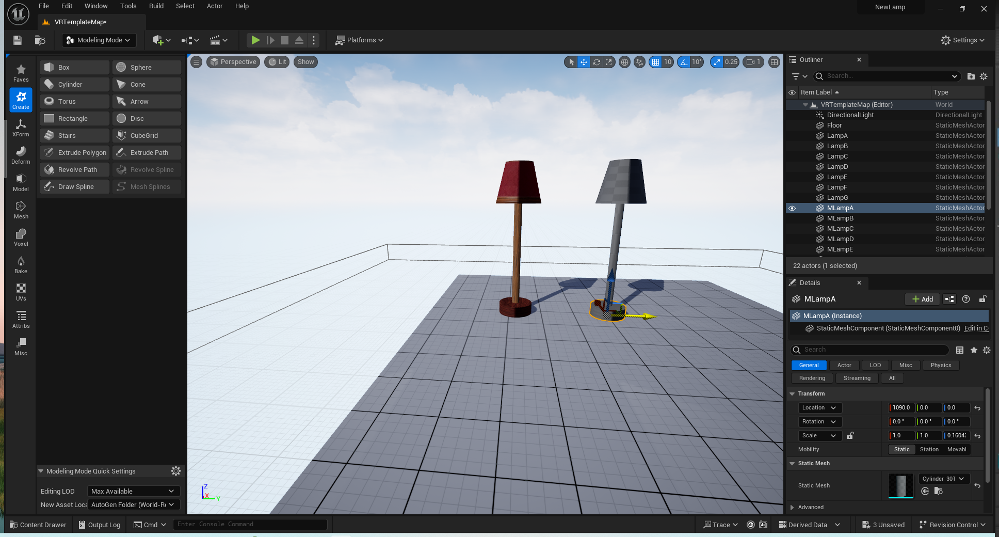 File Edit Window Tools Build Select Actor Help
NewLamp
VRTemplateMap*
Modeling Mode
Platforms
Settings
Faves
Create
XForm
Deform
Model
Mesh
Voxel
Bake
UVs
Attribs
Misc
Box Sphere
Cylinder Cone
Torus Arrow
Rectangle Disc
Stairs CubeGrid
Extrude Polygon Extrude Path
Revolve Path Revolve Spline
Draw Spline Mesh Splines
Modeling Mode Quick Settings
Editing LOD Max Available
New Asset Loca AutoGen Folder (World-Re
Perspective Lit Show
10 10° 0.25 1
Z
X Y
Outliner
Search...
Item Label Type
VRTemplateMap (Editor) World
DirectionalLight DirectionalLight
Floor StaticMeshActor
LampA StaticMeshActor
LampB StaticMeshActor
LampC StaticMeshActor
LampD StaticMeshActor
LampE StaticMeshActor
LampF StaticMeshActor
LampG StaticMeshActor
MLampA StaticMeshActor
MLampB StaticMeshActor
MLampC StaticMeshActor
MLampD StaticMeshActor
MLampE StaticMeshActor
22 actors (1 selected)
Details
MLampA Add
MLampA (Instance)
StaticMeshComponent (StaticMeshComponent0) Edit in C
Search
General Actor LOD Misc Physics
Rendering Streaming All
Transform
Location 1090.0 0.0 0.0
Rotation 0.0 ° 0.0 ° 0.0 °
Scale 1.0 1.0 0.1604
Mobility Static Station Movabl
Static Mesh
Static Mesh Cylinder_301
Advanced
Content Drawer Output Log Cmd Enter Console Command Trace Derived Data 3 Unsaved Revision Control